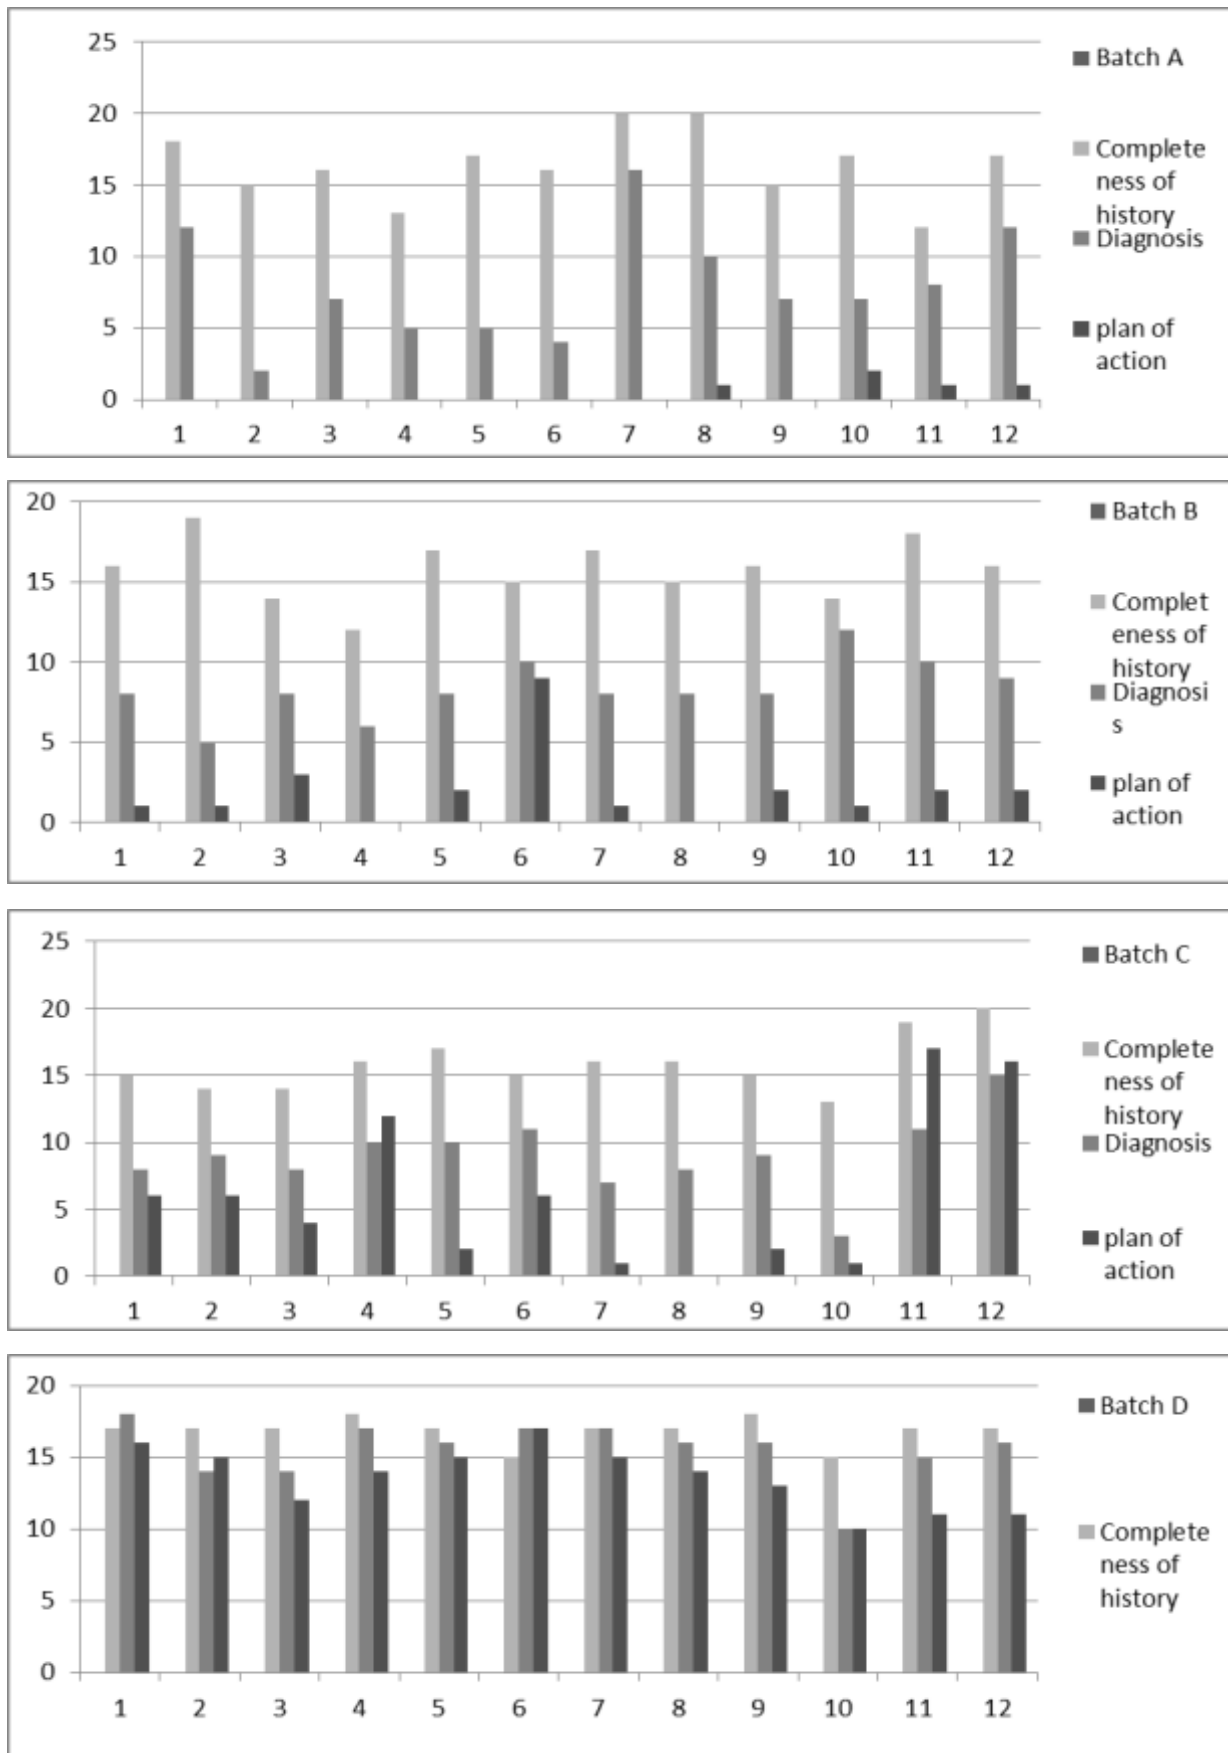 25
20
15
10
5
0
1 2 3 4 5 6 7 8 9 10 11 12
Batch A
Complete
ness of
history
Diagnosis
plan of
action
20
15
10
5
0
1 2 3 4 5 6 7 8 9 10 11 12
Batch B
Complet
eness of
history
Diagnosi
s
plan of
action
25
20
15
10
5
0
1 2 3 4 5 6 7 8 9 10 11 12
Batch C
Complete
ness of
history
Diagnosis
plan of
action
20
15
10
5
0
1 2 3 4 5 6 7 8 9 10 11 12
Batch D
Complete
ness of
history